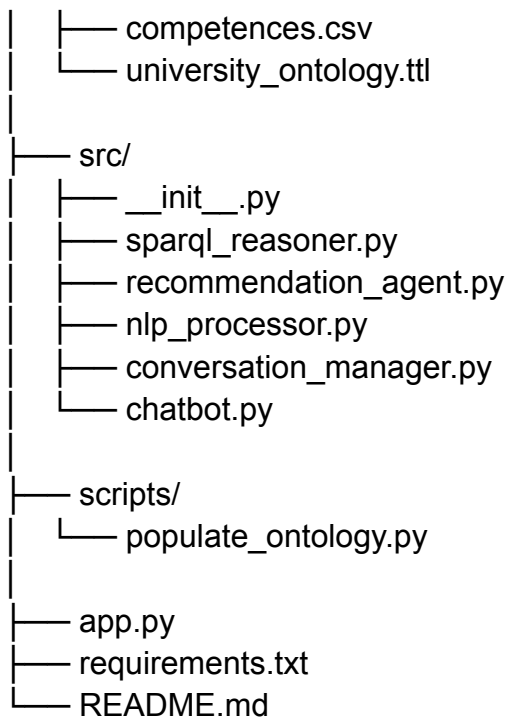 │   ├── competences.csv
│   └── university_ontology.ttl
│
├── src/
│   ├── __init__.py
│   ├── sparql_reasoner.py
│   ├── recommendation_agent.py
│   ├── nlp_processor.py
│   ├── conversation_manager.py
│   └── chatbot.py
│
├── scripts/
│   └── populate_ontology.py
│
├── app.py
├── requirements.txt
└── README.md